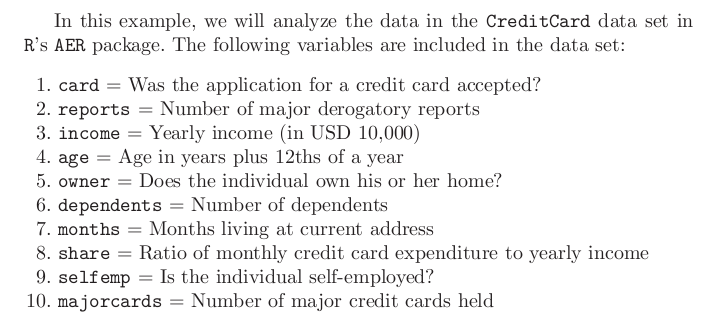 In this example, we will analyze the data in the CreditCard data set in
R's AER package. The following variables are included in the data set:
1. card = Was the application for a credit card accepted?
2. reports = Number of major derogatory reports
3. income = Yearly income (in USD 10,000)
4. age = Age in years plus 12ths of a year
5. owner = Does the individual own his or her home?
6. dependents = Number of dependents
7. months = Months living at current address
8. share = Ratio of monthly credit card expenditure to yearly income
9. selfemp = Is the individual self-employed?
10. majorcards = Number of major credit cards held